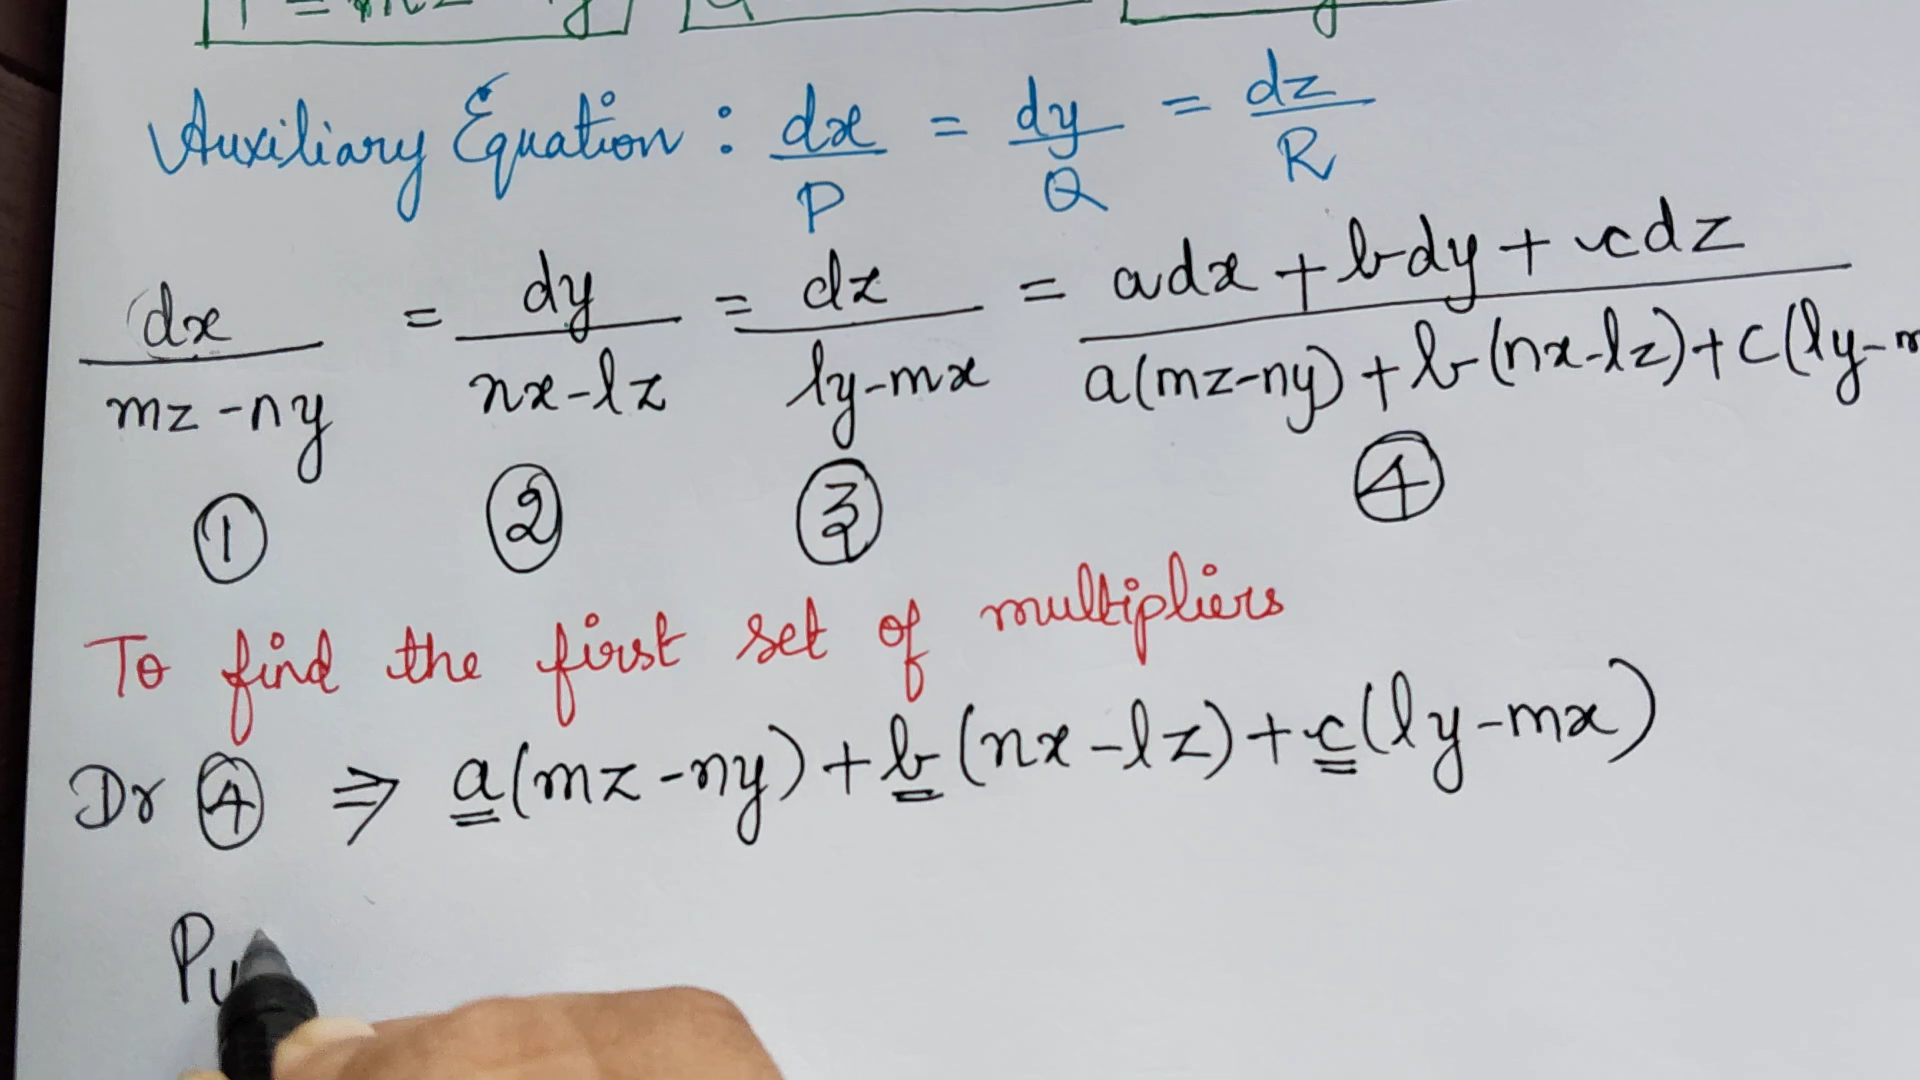 Auxiliary Equation : dx/P = dy/Q = dz/R
dx/mz-ny = dy/nx-lz = dz/ly-mx = adx + bdy + cdz/a(mz-ny) + b(nx-lz) + c(ly-m
① ② ③ ④
To find the first set of multipliers
Dr ④ ⇒ a(mz-ny) + b(nx-lz) + c(ly-mx)
Pu